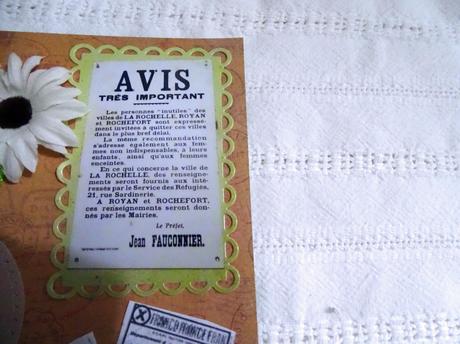 AVIS
TRÈS IMPORTANT
Les personnes "inutiles" des
villes de LA ROCHELLE, ROYAN
et ROCHEFORT sont expressé-
ment invitées à quitter ces villes
dans le plus bref délai.
La même recommandation
s'adresse également aux fem-
mes non indispensables, à leurs
enfants, ainsi qu'aux femmes
enceintes.
En ce qui concerne la ville de
LA ROCHELLE, des renseigne-
ments seront fournis aux inté-
ressés par le Service des Réfugiés,
21, rue Sardinerie.
A ROYAN et ROCHEFORT,
ces renseignements seront don-
nés par les Mairies.
Le Préfet,
Jean FAUCONNIER.